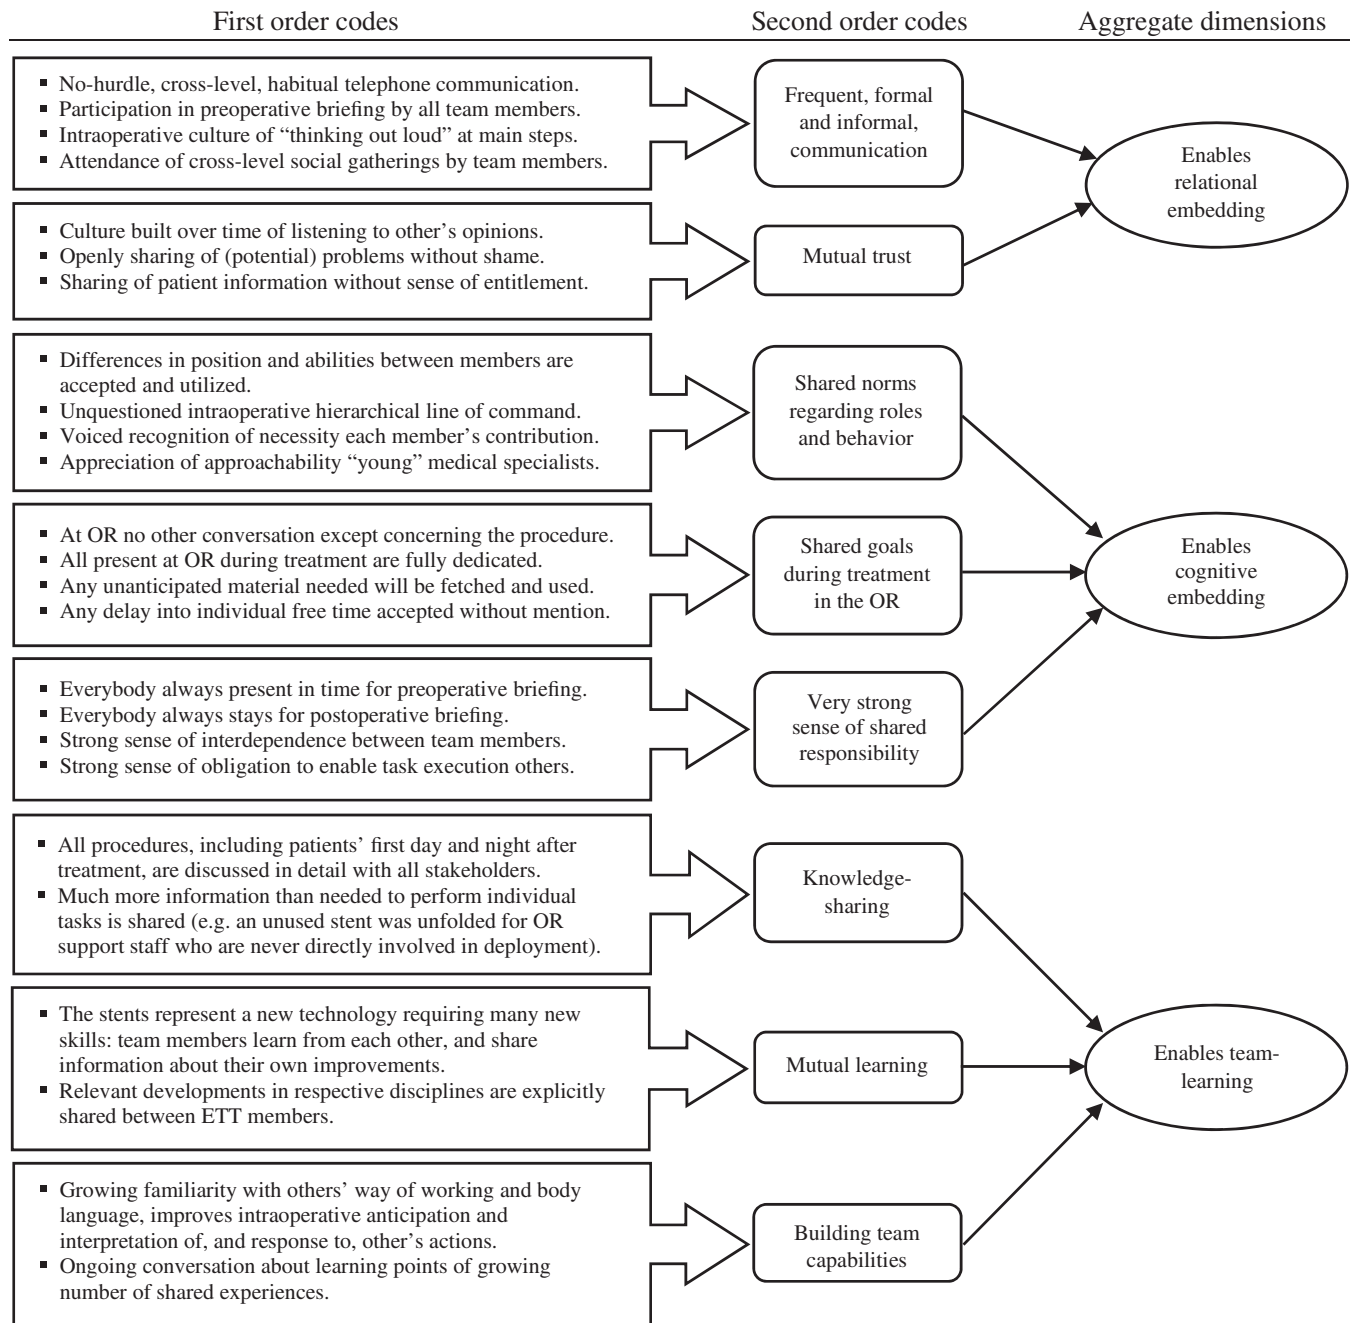 First order codes
Second order codes
Aggregate dimensions
▪ No-hurdle, cross-level, habitual telephone communication.
▪ Participation in preoperative briefing by all team members.
▪ Intraoperative culture of “thinking out loud” at main steps.
▪ Attendance of cross-level social gatherings by team members.
Frequent, formal
and informal,
communication
Enables
relational
embedding
▪ Culture built over time of listening to other’s opinions.
▪ Openly sharing of (potential) problems without shame.
▪ Sharing of patient information without sense of entitlement.
Mutual trust
▪ Differences in position and abilities between members are
accepted and utilized.
▪ Unquestioned intraoperative hierarchical line of command.
▪ Voiced recognition of necessity each member’s contribution.
▪ Appreciation of approachability “young” medical specialists.
Shared norms
regarding roles
and behavior
▪ At OR no other conversation except concerning the procedure.
▪ All present at OR during treatment are fully dedicated.
▪ Any unanticipated material needed will be fetched and used.
▪ Any delay into individual free time accepted without mention.
Shared goals
during treatment
in the OR
Enables
cognitive
embedding
▪ Everybody always present in time for preoperative briefing.
▪ Everybody always stays for postoperative briefing.
▪ Strong sense of interdependence between team members.
▪ Strong sense of obligation to enable task execution others.
Very strong
sense of shared
responsibility
▪ All procedures, including patients’ first day and night after
treatment, are discussed in detail with all stakeholders.
▪ Much more information than needed to perform individual
tasks is shared (e.g. an unused stent was unfolded for OR
support staff who are never directly involved in deployment).
Knowledge-
sharing
▪ The stents represent a new technology requiring many new
skills: team members learn from each other, and share
information about their own improvements.
▪ Relevant developments in respective disciplines are explicitly
shared between ETT members.
Mutual learning
Enables team-
learning
▪ Growing familiarity with others’ way of working and body
language, improves intraoperative anticipation and
interpretation of, and response to, other’s actions.
▪ Ongoing conversation about learning points of growing
number of shared experiences.
Building team
capabilities